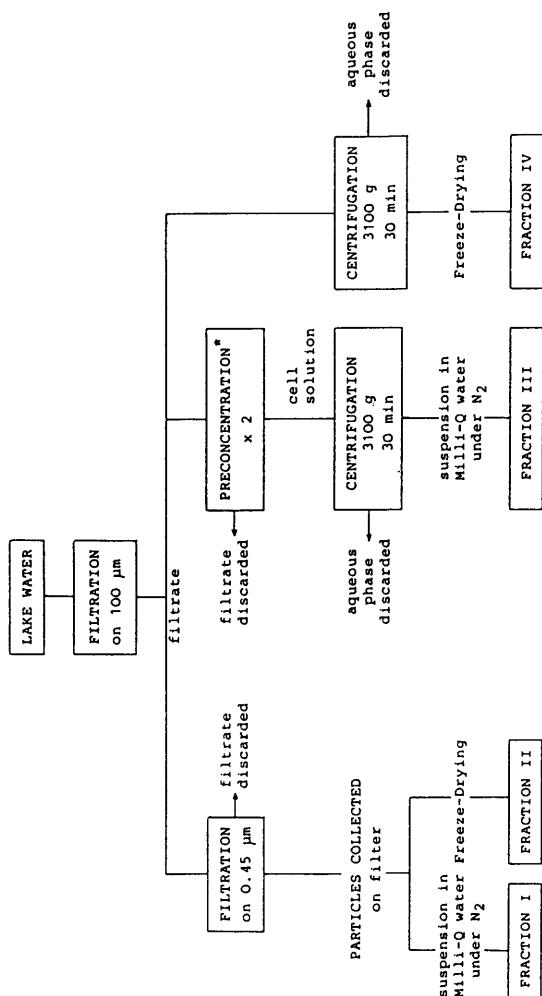 LAKE WATER
FILTRATION
on 100 µm
filtrate
FILTRATION
on 0.45 µm
filtrate
discarded
PARTICLES COLLECTED
on filter
suspension in
Milli-Q water
under N2
Freeze-Drying
FRACTION I
FRACTION II
PRECONCENTRATION*
x 2
filtrate
discarded
cell
solution
CENTRIFUGATION
3100 g
30 min
aqueous
phase
discarded
suspension in
Milli-Q water
under N2
FRACTION III
CENTRIFUGATION
3100 g
30 min
aqueous
phase
discarded
Freeze-Drying
FRACTION IV